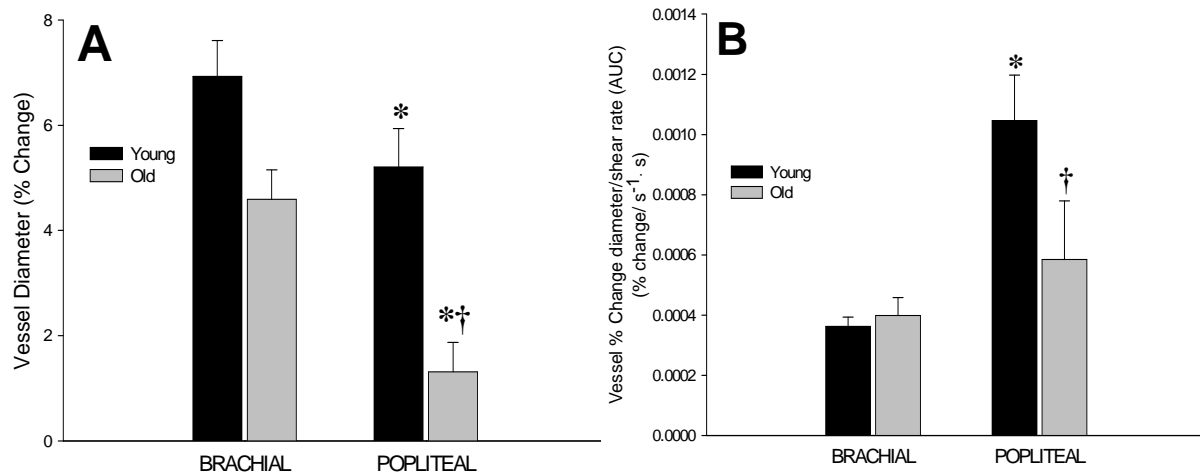 A
Vessel Diameter (% Change)
8
6
4
2
0
Young
Old
*
*†
BRACHIAL
POPLITEAL
B
Vessel % Change diameter/shear rate (AUC)
(% change/ s⁻¹. s)
0.0014
0.0012
0.0010
0.0008
0.0006
0.0004
0.0002
0.0000
Young
Old
*
†
BRACHIAL
POPLITEAL